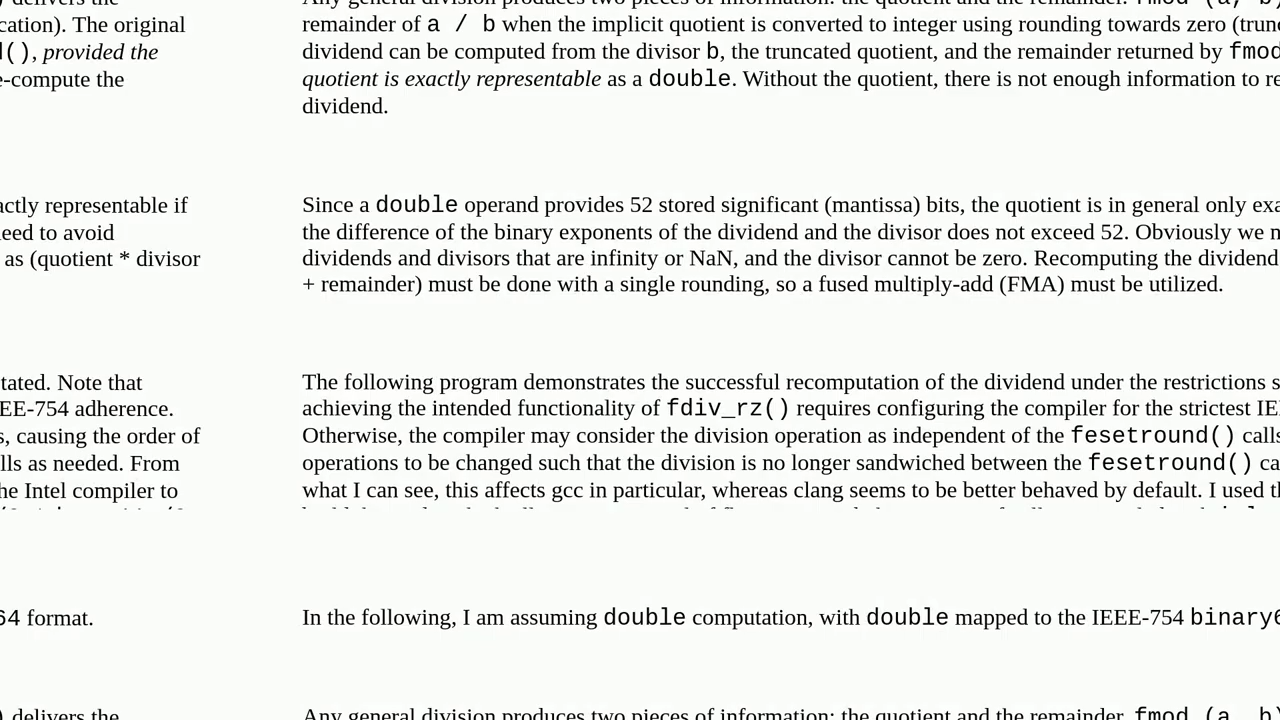 ) delivers the
cation). The original
d(), provided the
e-compute the
actly representable if
eed to avoid
as (quotient * divisor
tated. Note that
EE-754 adherence.
s, causing the order of
lls as needed. From
he Intel compiler to
64 format.
) delivers the
Any general division produces two pieces of information: the quotient and the remainder. fmod (a, b)
remainder of a / b when the implicit quotient is converted to integer using rounding towards zero (trun
dividend can be computed from the divisor b, the truncated quotient, and the remainder returned by fmod
quotient is exactly representable as a double. Without the quotient, there is not enough information to re
dividend.
Since a double operand provides 52 stored significant (mantissa) bits, the quotient is in general only exa
the difference of the binary exponents of the dividend and the divisor does not exceed 52. Obviously we n
dividends and divisors that are infinity or NaN, and the divisor cannot be zero. Recomputing the dividend
+ remainder) must be done with a single rounding, so a fused multiply-add (FMA) must be utilized.
The following program demonstrates the successful recomputation of the dividend under the restrictions s
achieving the intended functionality of fdiv_rz() requires configuring the compiler for the strictest IE
Otherwise, the compiler may consider the division operation as independent of the fesetround() calls
operations to be changed such that the division is no longer sandwiched between the fesetround() ca
what I can see, this affects gcc in particular, whereas clang seems to be better behaved by default. I used t
In the following, I am assuming double computation, with double mapped to the IEEE-754 binary6
Any general division produces two pieces of information: the quotient and the remainder. fmod (a, b)